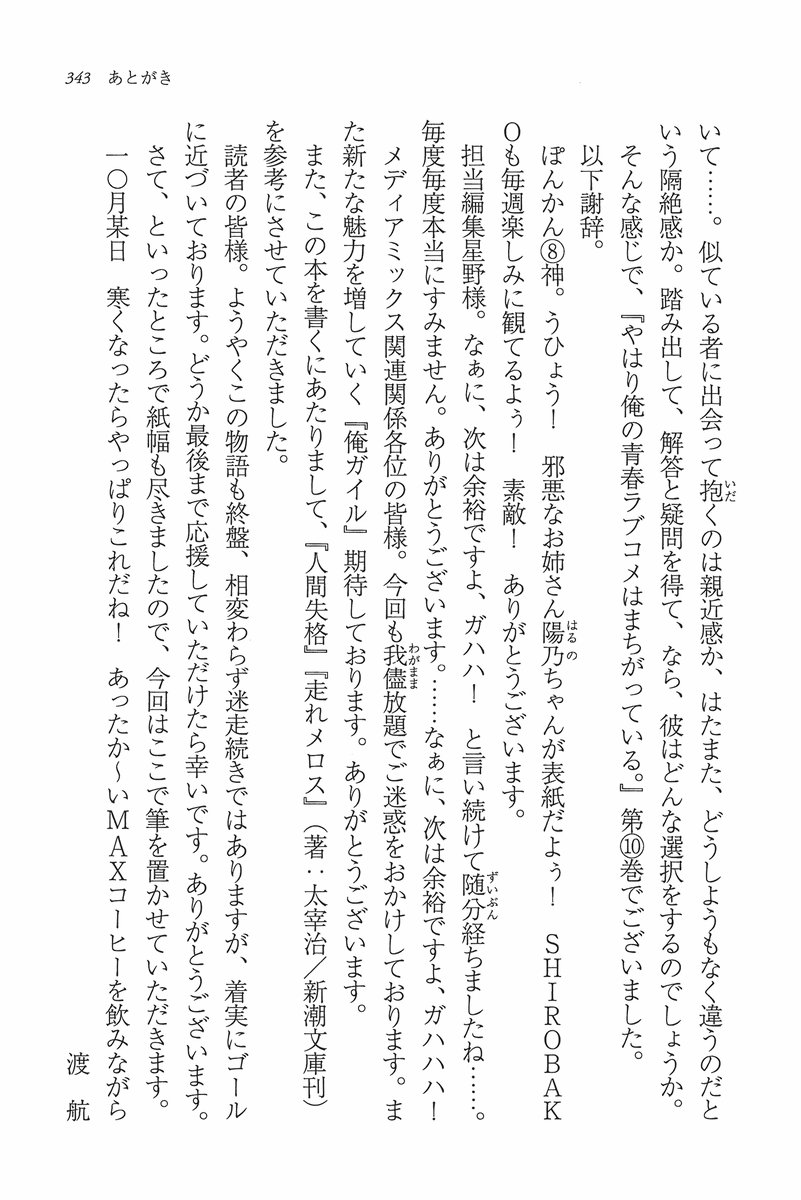 343 あとがき
いて……。似ている者に出会って抱くのは親近感か、はたまた、どうしようもなく違うのだと
いう隔絶感か。踏み出して、解答と疑問を得て、なら、彼はどんな選択をするのでしょうか。
そんな感じで、『やはり俺の青春ラブコメはまちがっている。』第⑩巻でございました。
以下謝辞。
ぽんかん⑧神。うひょう！　邪悪なお姉さん陽乃ちゃんが表紙だよぅ！　ＳＨＩＲＯＢＡＫ
Ｏも毎週楽しみに観てるよぅ！　素敵！　ありがとうございます。
担当編集星野様。なぁに、次は余裕ですよ、ガハハ！　と言い続けて随分経ちましたね……。
毎度毎度本当にすみません。ありがとうございます。……なぁに、次は余裕ですよ、ガハハハ！
メディアミックス関連関係各位の皆様。今回も我儘放題でご迷惑をおかけしております。ま
た新たな魅力を増していく『俺ガイル』期待しております。ありがとうございます。
また、この本を書くにあたりまして、『人間失格』『走れメロス』（著：太宰治／新潮文庫刊）
を参考にさせていただきました。
読者の皆様。ようやくこの物語も終盤、相変わらず迷走続きではありますが、着実にゴール
に近づいております。どうか最後まで応援していただけたら幸いです。ありがとうございます。
さて、といったところで紙幅も尽きましたので、今回はここで筆を置かせていただきます。
一〇月某日　寒くなったらやっぱりこれだね！　あったか～いＭＡＸコーヒーを飲みながら
渡　航